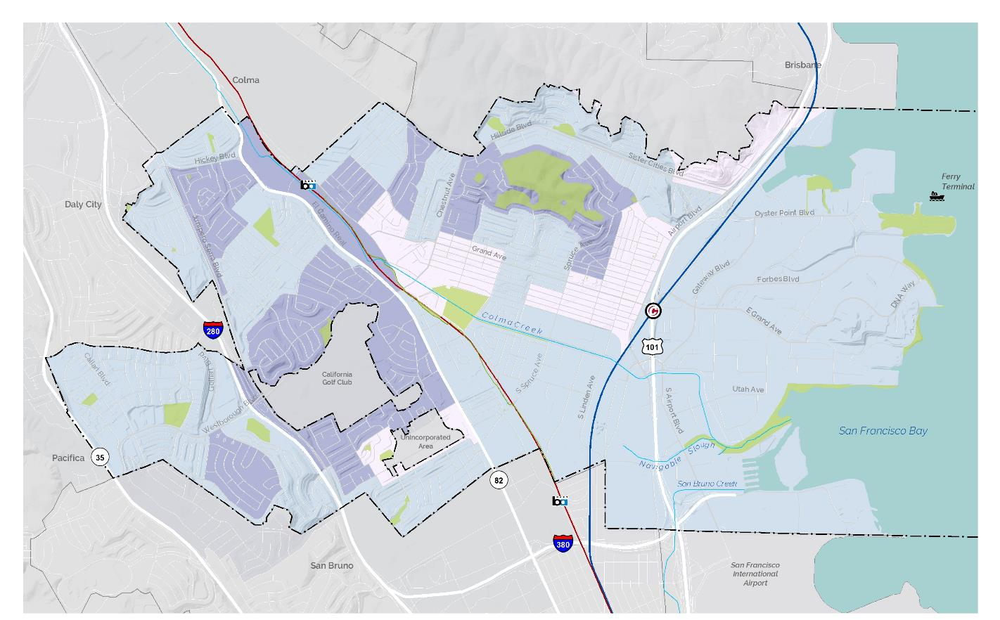 Brisbane
Colma
Hillside Blvd
Hickey Blvd
Sister Cities Blvd
Ferry
Terminal
ba
Chestnut Ave
Daly City
Oyster Point Blvd
El Camino Real
Junipero Serra Blvd
Airport Blvd
Grand Ave
Spruce Ave
Gateway Blvd
Forbes Blvd
DNA Way
C
E Grand Ave
Colma Creek
280
101
Callan Blvd
Gellert Blvd
California
Golf Club
S Spruce Ave
S Linden Ave
Utah Ave
Westborough Blvd
S Airport Blvd
Unincorporated
Area
San Francisco Bay
Navigable Slough
Pacifica
35
82
San Bruno Creek
ba
380
San Bruno
San Francisco
International
Airport